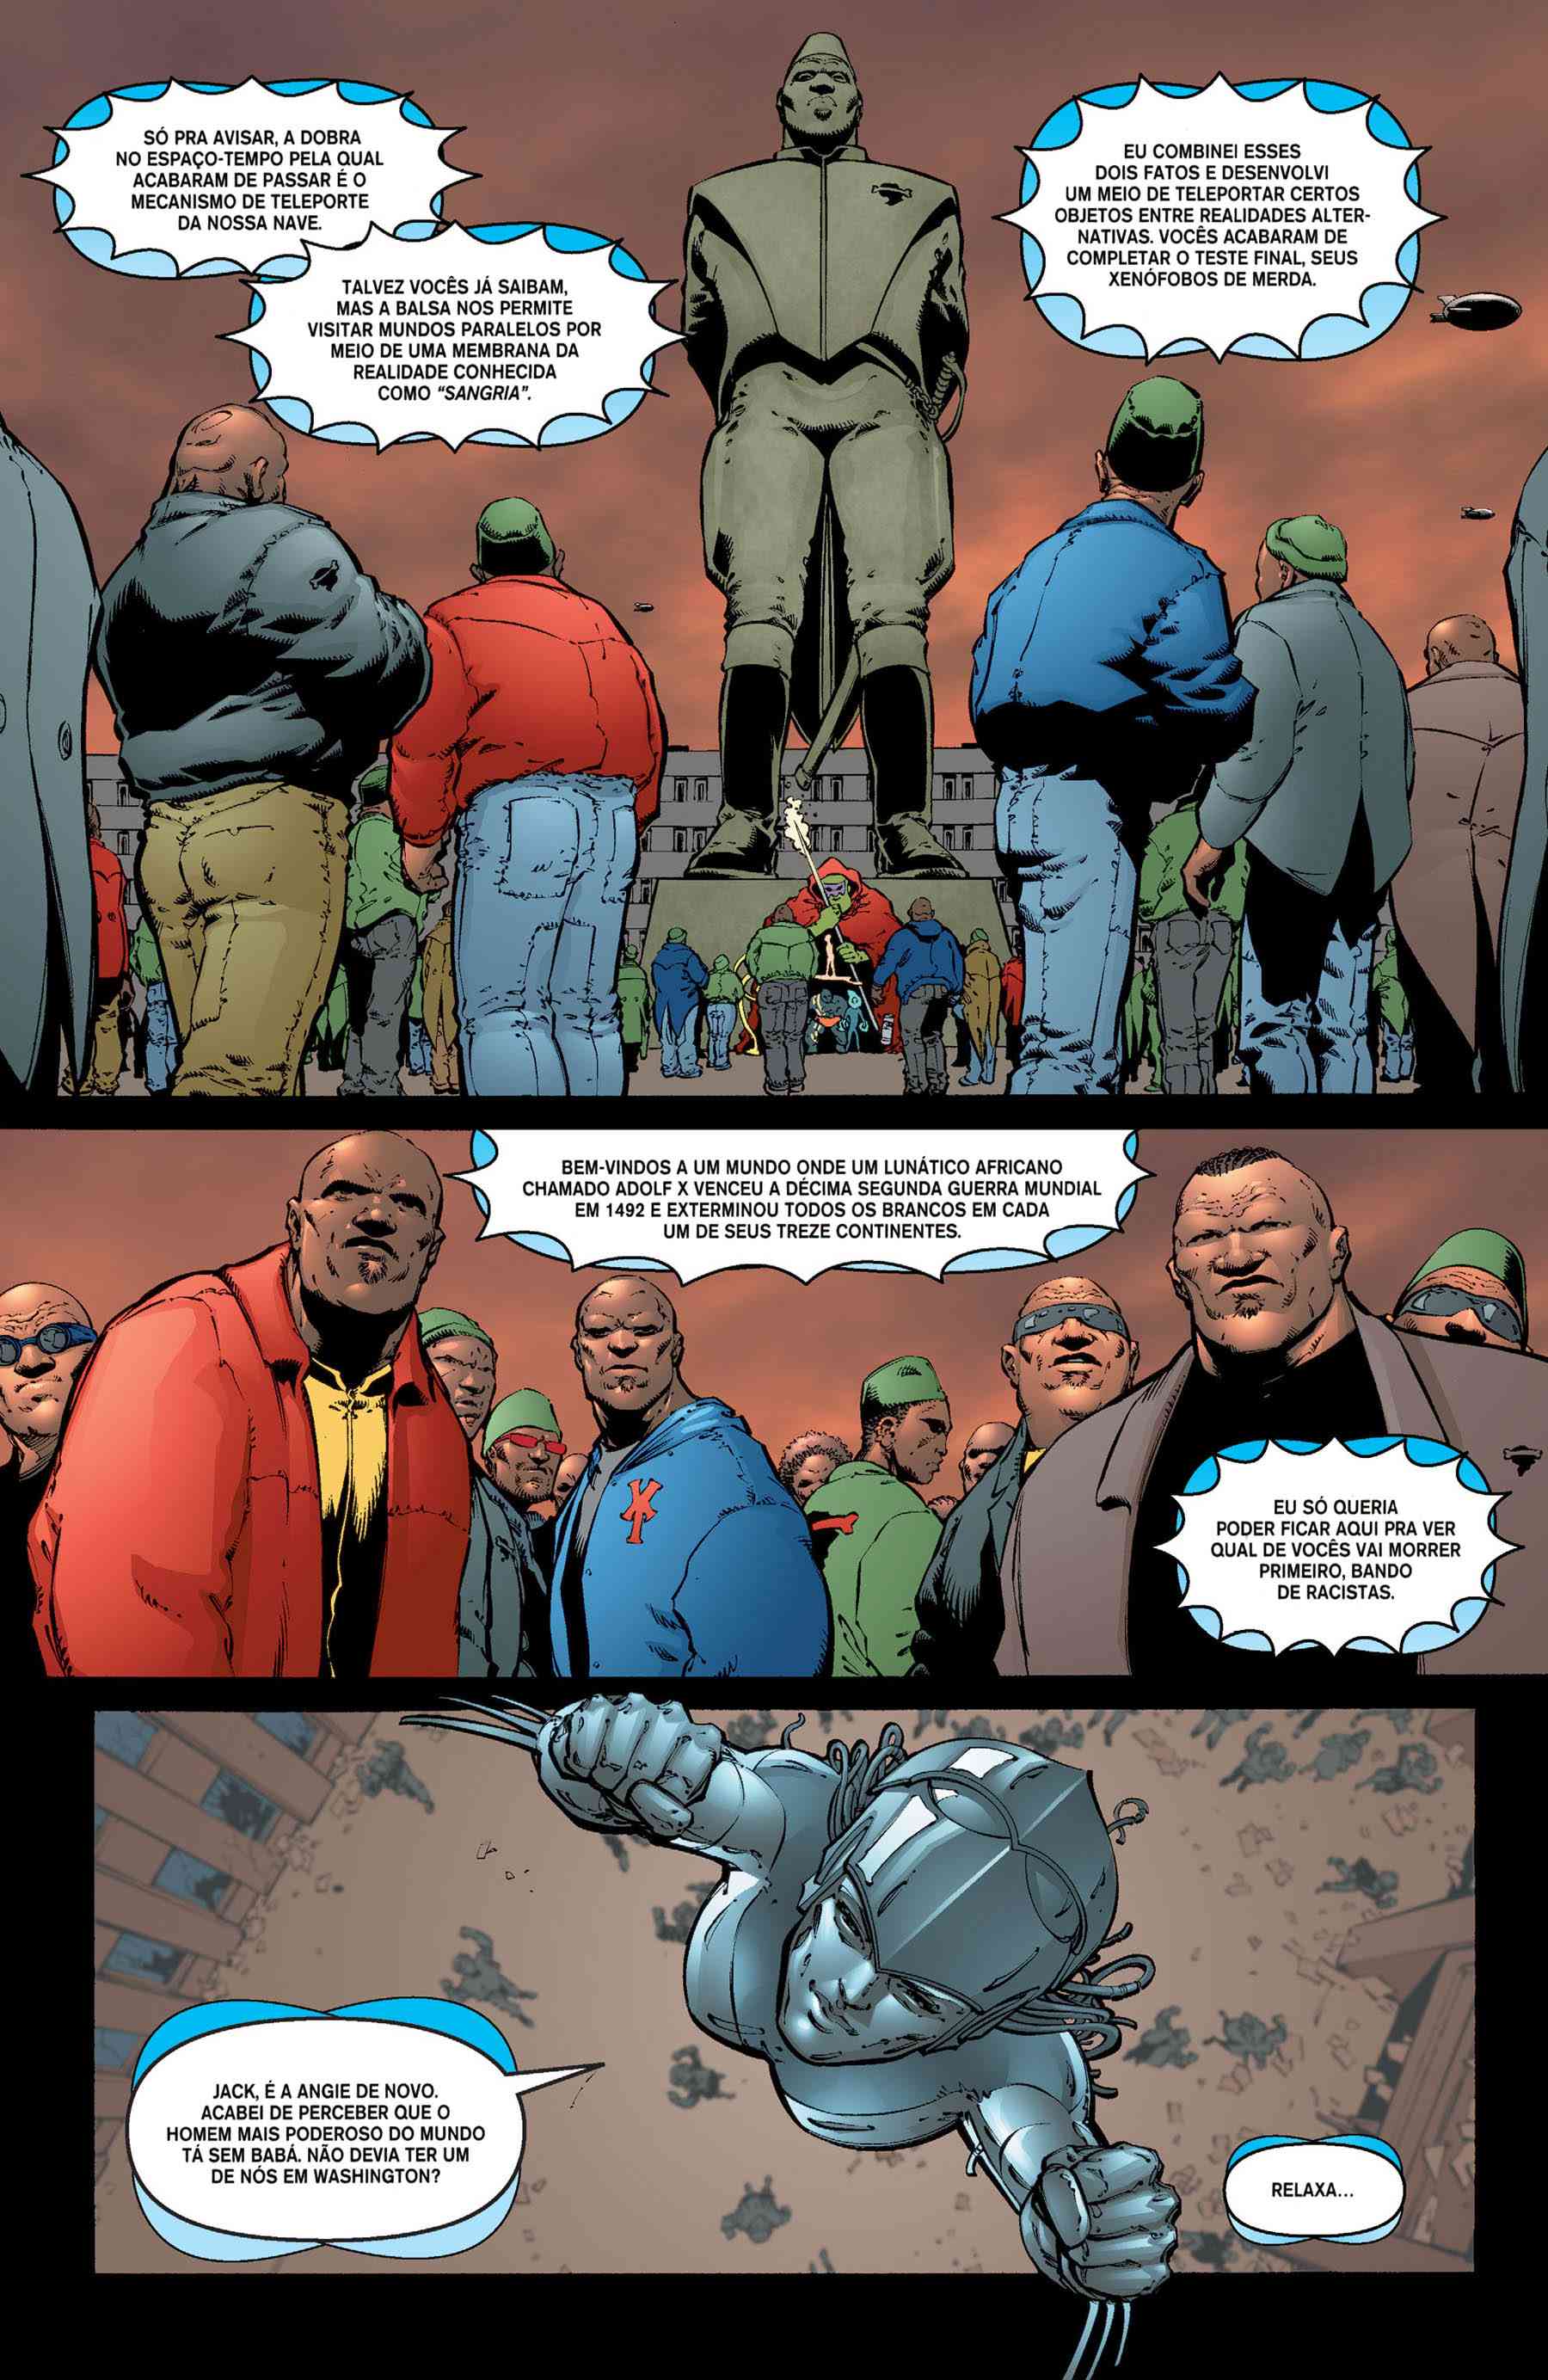 SÓ PRA AVISAR, A DOBRA
NO ESPAÇO-TEMPO PELA QUAL
ACABARAM DE PASSAR É O
MECANISMO DE TELEPORTE
DA NOSSA NAVE.
TALVEZ VOCÊS JÁ SAIBAM,
MAS A BALSA NOS PERMITE
VISITAR MUNDOS PARALELOS POR
MEIO DE UMA MEMBRANA DA
REALIDADE CONHECIDA
COMO “SANGRIA”.
EU COMBINEI ESSES
DOIS FATOS E DESENVOLVI
UM MEIO DE TELEPORTAR CERTOS
OBJETOS ENTRE REALIDADES ALTER-
NATIVAS. VOCÊS ACABARAM DE
COMPLETAR O TESTE FINAL, SEUS
XENÓFOBOS DE MERDA.
BEM-VINDOS A UM MUNDO ONDE UM LUNÁTICO AFRICANO
CHAMADO ADOLF X VENCEU A DÉCIMA SEGUNDA GUERRA MUNDIAL
EM 1492 E EXTERMINOU TODOS OS BRANCOS EM CADA
UM DE SEUS TREZE CONTINENTES.
EU SÓ QUERIA
PODER FICAR AQUI PRA VER
QUAL DE VOCÊS VAI MORRER
PRIMEIRO, BANDO
DE RACISTAS.
JACK, É A ANGIE DE NOVO.
ACABEI DE PERCEBER QUE O
HOMEM MAIS PODEROSO DO MUNDO
TÁ SEM BABÁ. NÃO DEVIA TER UM
DE NÓS EM WASHINGTON?
RELAXA...